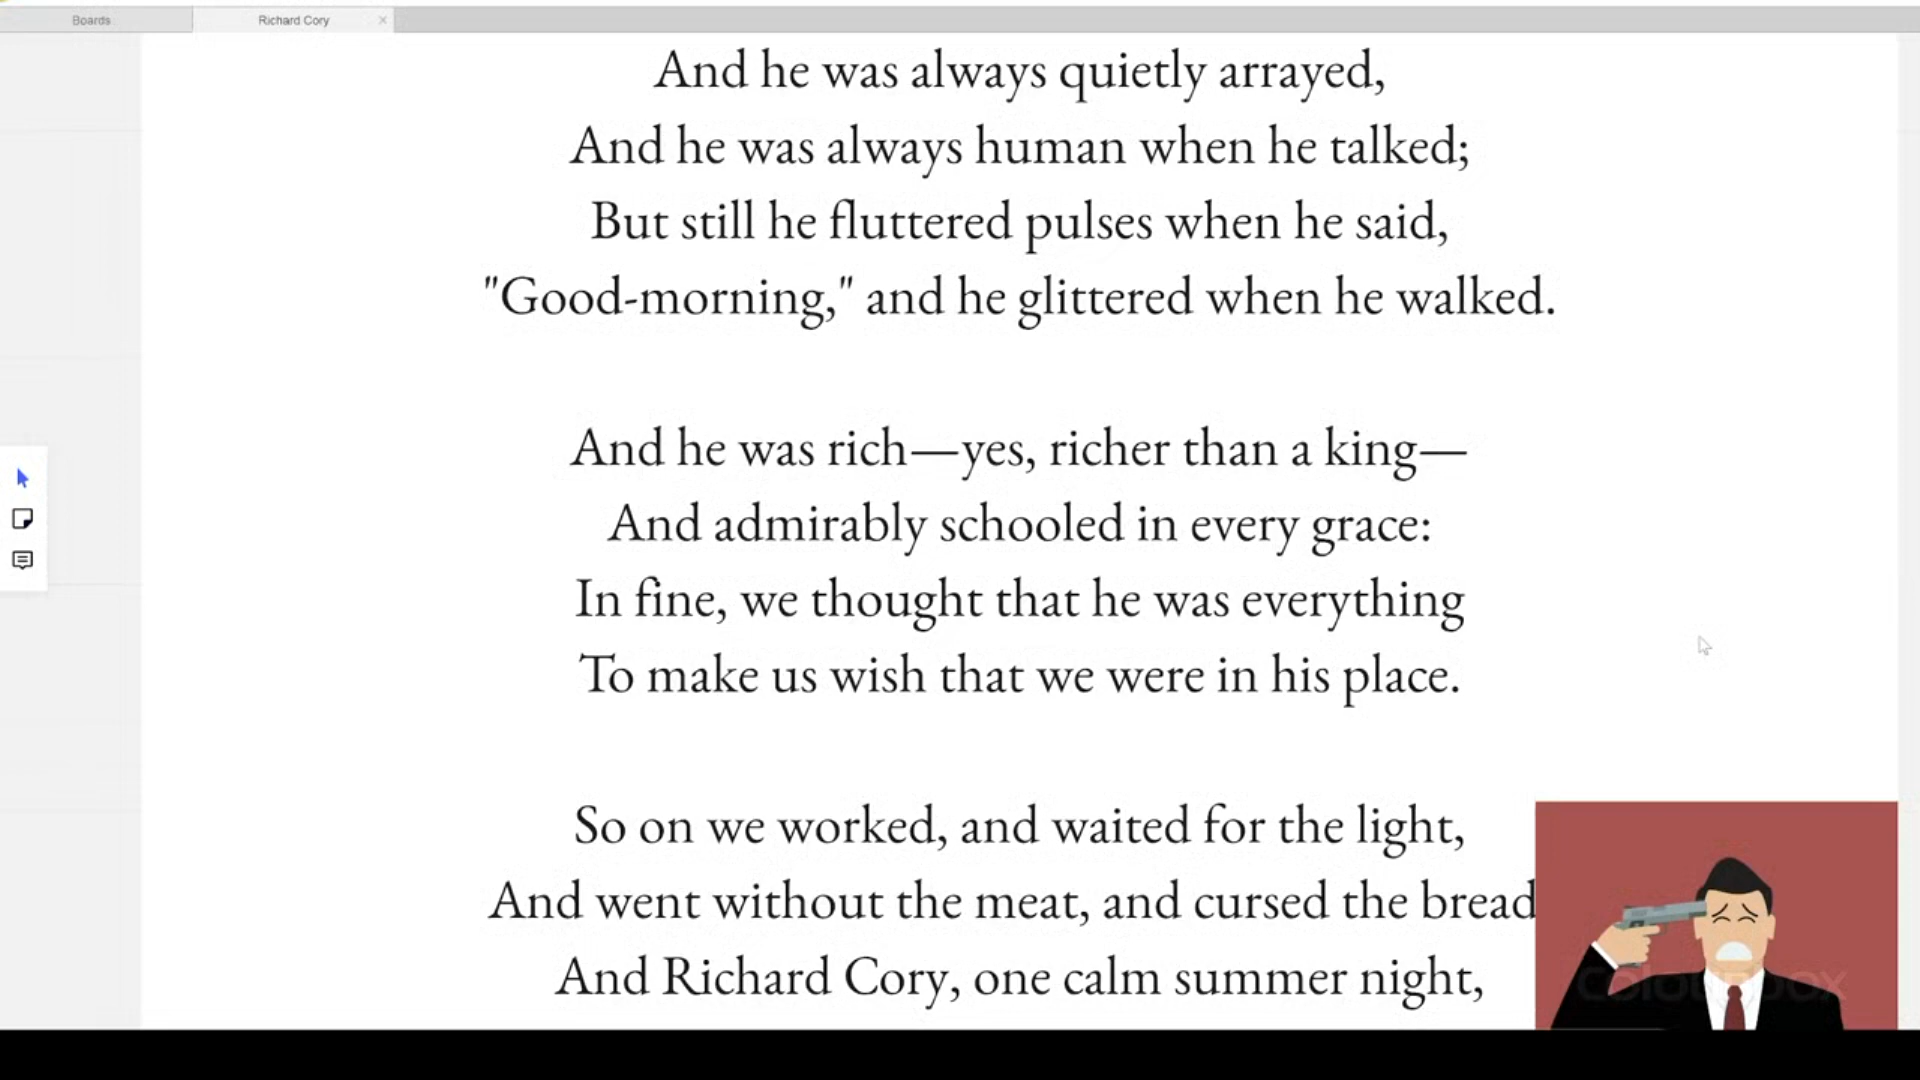 Boards
Richard Cory
And he was always quietly arrayed,
And he was always human when he talked;
But still he fluttered pulses when he said,
"Good-morning," and he glittered when he walked.
And he was rich—yes, richer than a king—
And admirably schooled in every grace:
In fine, we thought that he was everything
To make us wish that we were in his place.
So on we worked, and waited for the light,
And went without the meat, and cursed the bread
And Richard Cory, one calm summer night,
colourbox